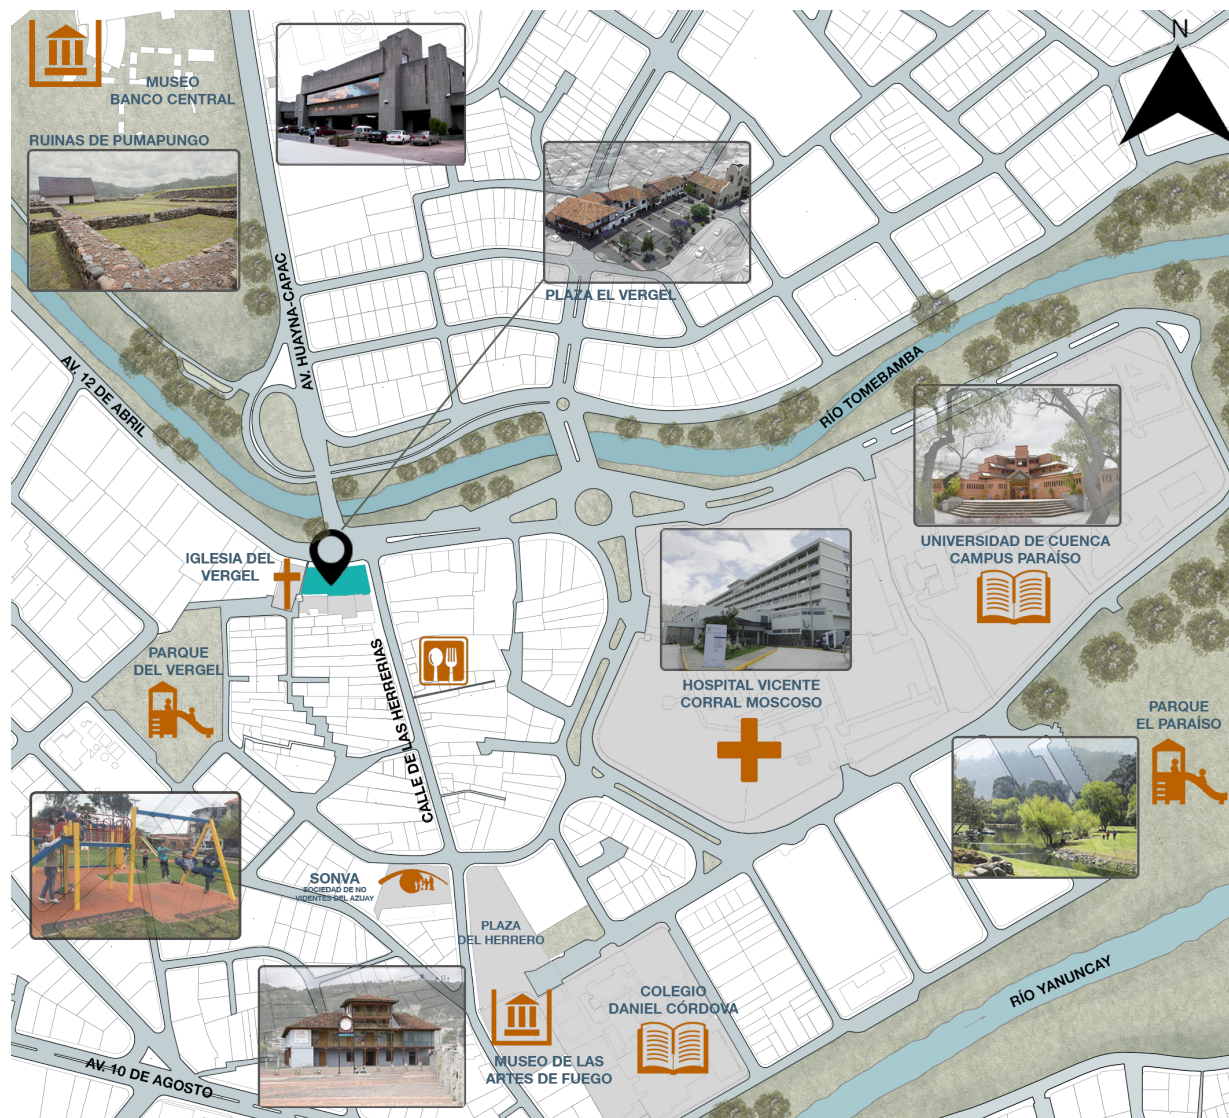 N
MUSEO
BANCO CENTRAL
RUINAS DE PUMAPUNGO
AV. HUAYNA-CAPAC
PLAZA EL VERGEL
AV. 12 DE ABRIL
RÍO TOMEBAMBA
UNIVERSIDAD DE CUENCA
CAMPUS PARAÍSO
IGLESIA DEL
VERGEL
PARQUE
DEL VERGEL
CALLE DE LAS HERRERIAS
HOSPITAL VICENTE
CORRAL MOSCOSO
PARQUE
EL PARAÍSO
SONVA
SOCIEDAD DE NO
VIDENTES DEL AZUAY
PLAZA
DEL HERRERO
COLEGIO
DANIEL CÓRDOVA
RÍO YANUNCAY
MUSEO DE LAS
ARTES DE FUEGO
AV. 10 DE AGOSTO